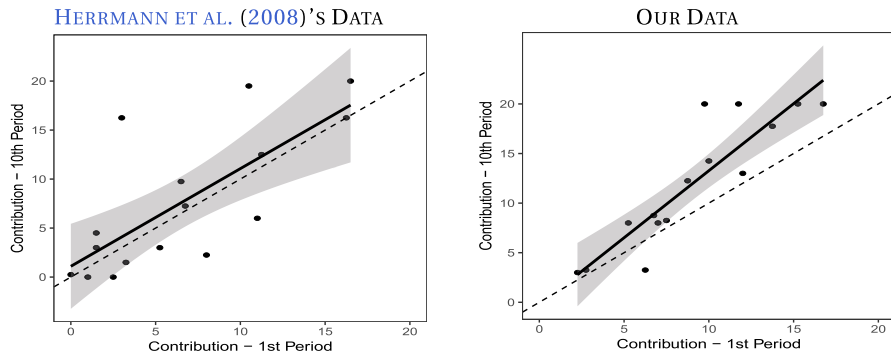 HERRMANN ET AL. (2008)'S DATA
20
15
10
5
0
Contribution – 10th Period
0 5 10 15 20
Contribution – 1st Period
OUR DATA
20
15
10
5
0
Contribution – 10th Period
0 5 10 15 20
Contribution – 1st Period